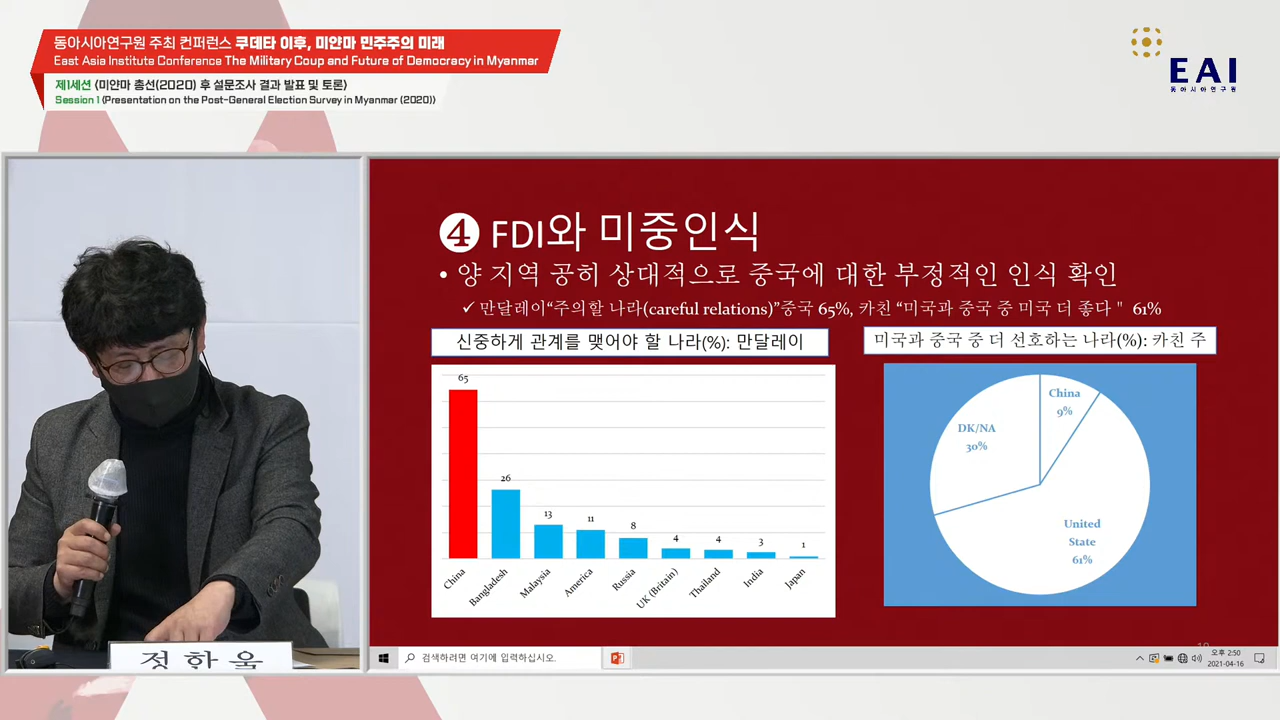 동아시아연구원 주최 컨퍼런스 쿠데타 이후, 미얀마 민주주의 미래
East Asia Institute Conference The Military Coup and Future of Democracy in Myanmar
제1세션 〈미얀마 총선(2020) 후 설문조사 결과 발표 및 토론〉
Session 1 〈Presentation on the Post-General Election Survey in Myanmar (2020)〉
EAI
동아시아연구원
❹ FDI와 미중인식
• 양 지역 공히 상대적으로 중국에 대한 부정적인 인식 확인
✓ 만달레이“주의할 나라(careful relations)”중국 65%, 카친 “미국과 중국 중 미국 더 좋다 " 61%
신중하게 관계를 맺어야 할 나라(%): 만달레이
65
26
13
11
8
4
4
3
1
China
Bangladesh
Malaysia
America
Russia
UK (Britain)
Thailand
India
Japan
미국과 중국 중 더 선호하는 나라(%): 카친 주
China
9%
DK/NA
30%
United
State
61%
정한울
검색하려면 여기에 입력하십시오.
오후 2:50
2021-04-16